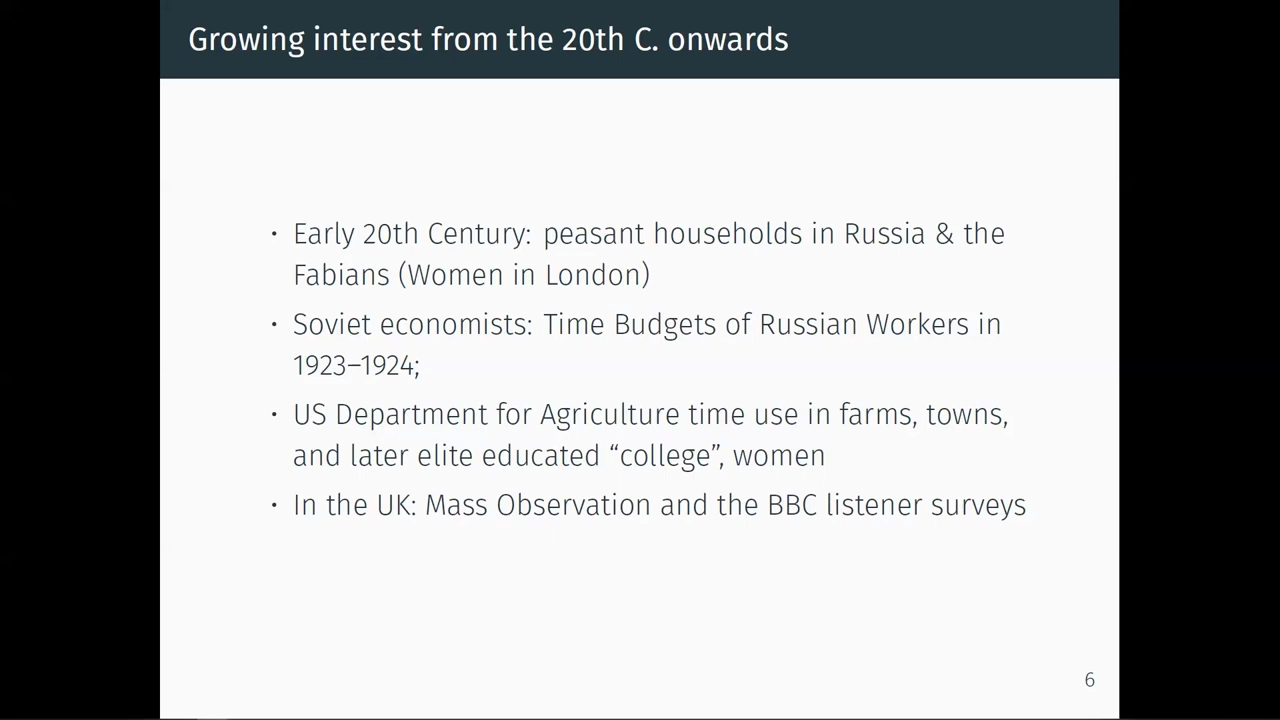 Growing interest from the 20th C. onwards
• Early 20th Century: peasant households in Russia & the
Fabians (Women in London)
• Soviet economists: Time Budgets of Russian Workers in
1923–1924;
• US Department for Agriculture time use in farms, towns,
and later elite educated “college”, women
• In the UK: Mass Observation and the BBC listener surveys
6